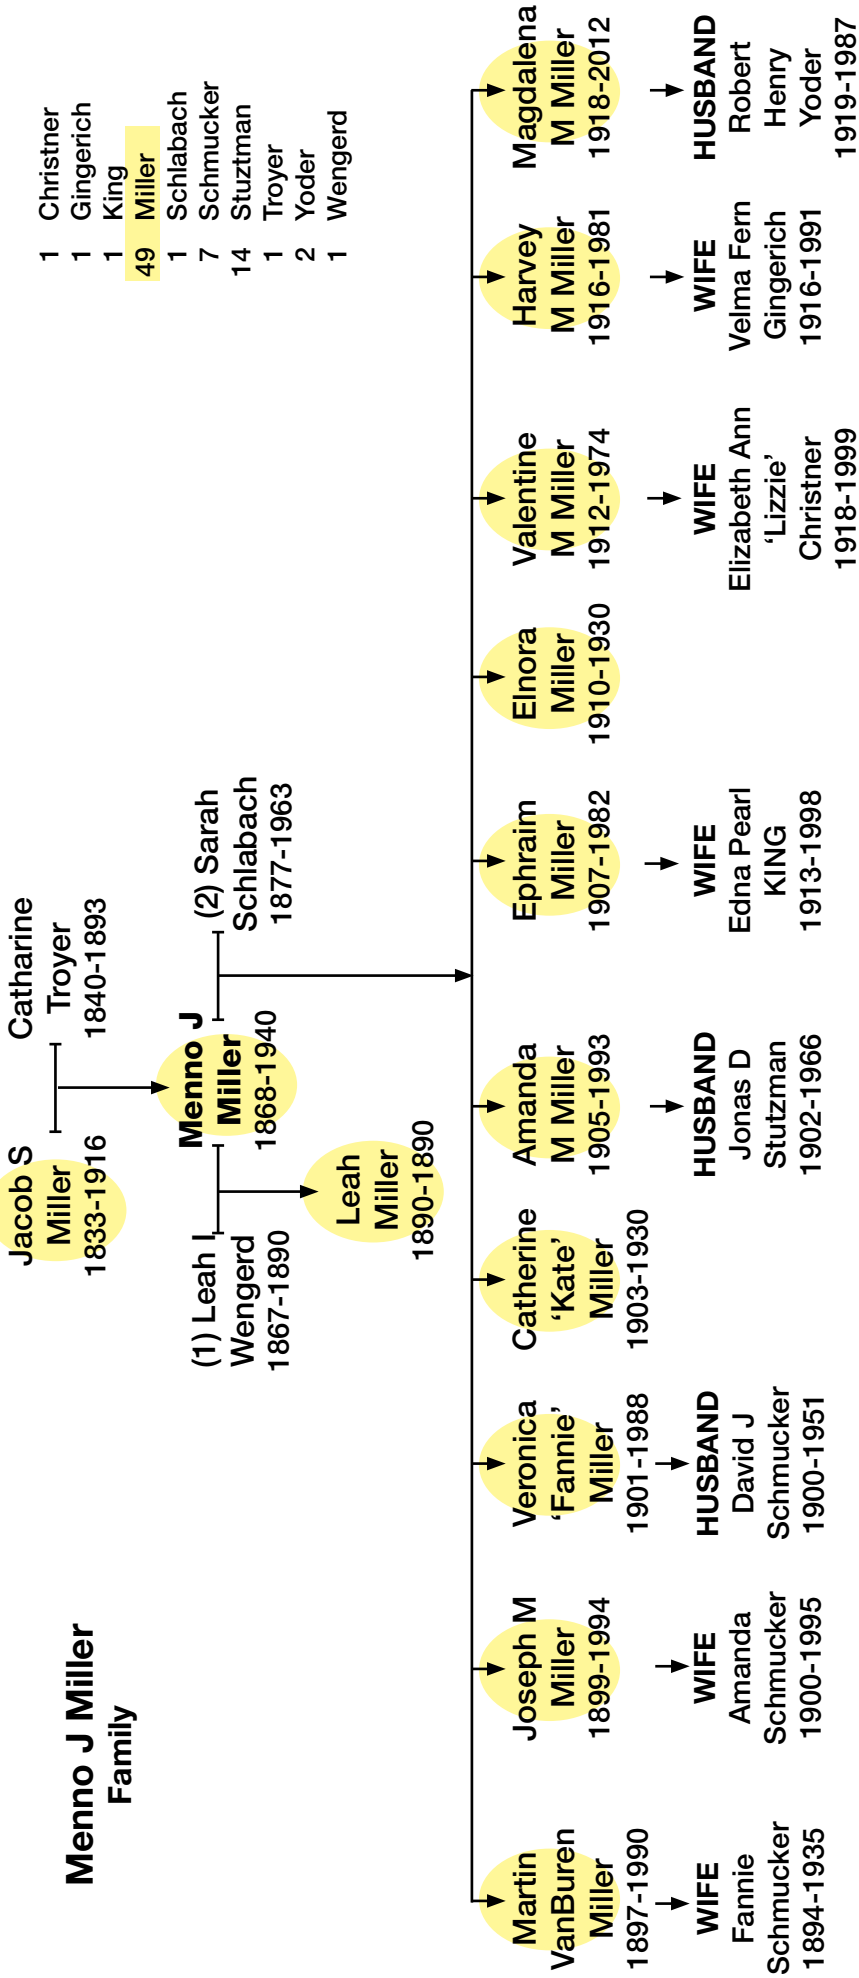 Menno J Miller
Family
Jacob S
Miller
1833-1916
Catharine
Troyer
1840-1893
1 Christner
1 Gingerich
1 King
49 Miller
1 Schlabach
7 Schmucker
14 Stuztman
1 Troyer
2 Yoder
1 Wengerd
(1) Leah I
Wengerd
1867-1890
Menno J
Miller
1868-1940
(2) Sarah
Schlabach
1877-1963
Leah
Miller
1890-1890
Martin
VanBuren
Miller
1897-1990
WIFE
Fannie
Schmucker
1894-1935
Joseph M
Miller
1899-1994
WIFE
Amanda
Schmucker
1900-1995
Veronica
‘Fannie’
Miller
1901-1988
HUSBAND
David J
Schmucker
1900-1951
Catherine
‘Kate’
Miller
1903-1930
Amanda
M Miller
1905-1993
HUSBAND
Jonas D
Stutzman
1902-1966
Ephraim
Miller
1907-1982
WIFE
Edna Pearl
KING
1913-1998
Elnora
Miller
1910-1930
Valentine
M Miller
1912-1974
WIFE
Elizabeth Ann
‘Lizzie’
Christner
1918-1999
Harvey
M Miller
1916-1981
WIFE
Velma Fern
Gingerich
1916-1991
Magdalena
M Miller
1918-2012
HUSBAND
Robert
Henry
Yoder
1919-1987